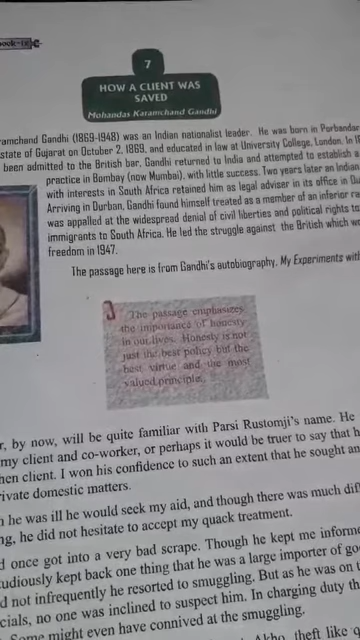 ook-IX
7
HOW A CLIENT WAS
SAVED
Mohandas Karamchand Gandhi
ramchand Gandhi (1869-1948) was an Indian nationalist leader. He was born in Porbandar
state of Gujarat on October 2, 1869, and educated in law at University College, London. In 18
been admitted to the British bar, Gandhi returned to India and attempted to establish a
practice in Bombay (now Mumbai), with little success. Two years later an Indian
with interests in South Africa retained him as legal adviser in its office in Du
Arriving in Durban, Gandhi found himself treated as a member of an inferior ra
was appalled at the widespread denial of civil liberties and political rights to
immigrants to South Africa. He led the struggle against the British which wo
freedom in 1947.
The passage here is from Gandhi's autobiography, My Experiments with
The passage emphasizes
the importance of honesty
in our lives. Honesty is not
just the best policy but the
best virtue and the most
valued principle.
r, by now, will be quite familiar with Parsi Rustomji's name. He
my client and co-worker, or perhaps it would be truer to say that h
hen client. I won his confidence to such an extent that he sought an
rivate domestic matters.
n he was ill he would seek my aid, and though there was much dif
ng, he did not hesitate to accept my quack treatment.
d once got into a very bad scrape. Though he kept me informe
udiously kept back one thing that he was a large importer of go
d not infrequently he resorted to smuggling. But as he was on t
cials, no one was inclined to suspect him. In charging duty th
Some might even have connived at the smuggling.
theft like